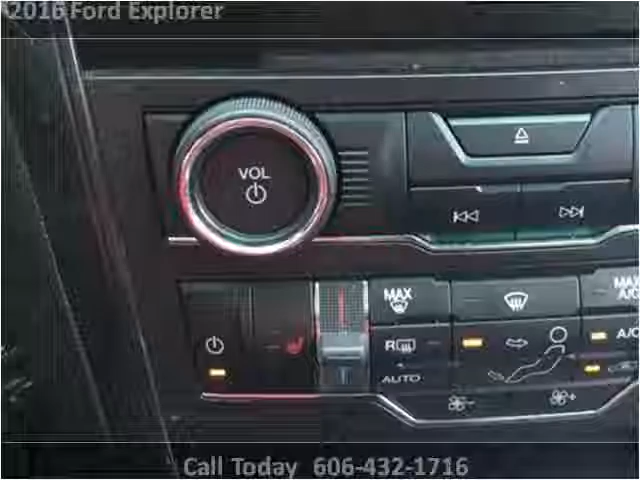 2016 Ford Explorer
VOL
MAX
MAX
A/C
R
A/C
AUTO
Call Today 606-432-1716